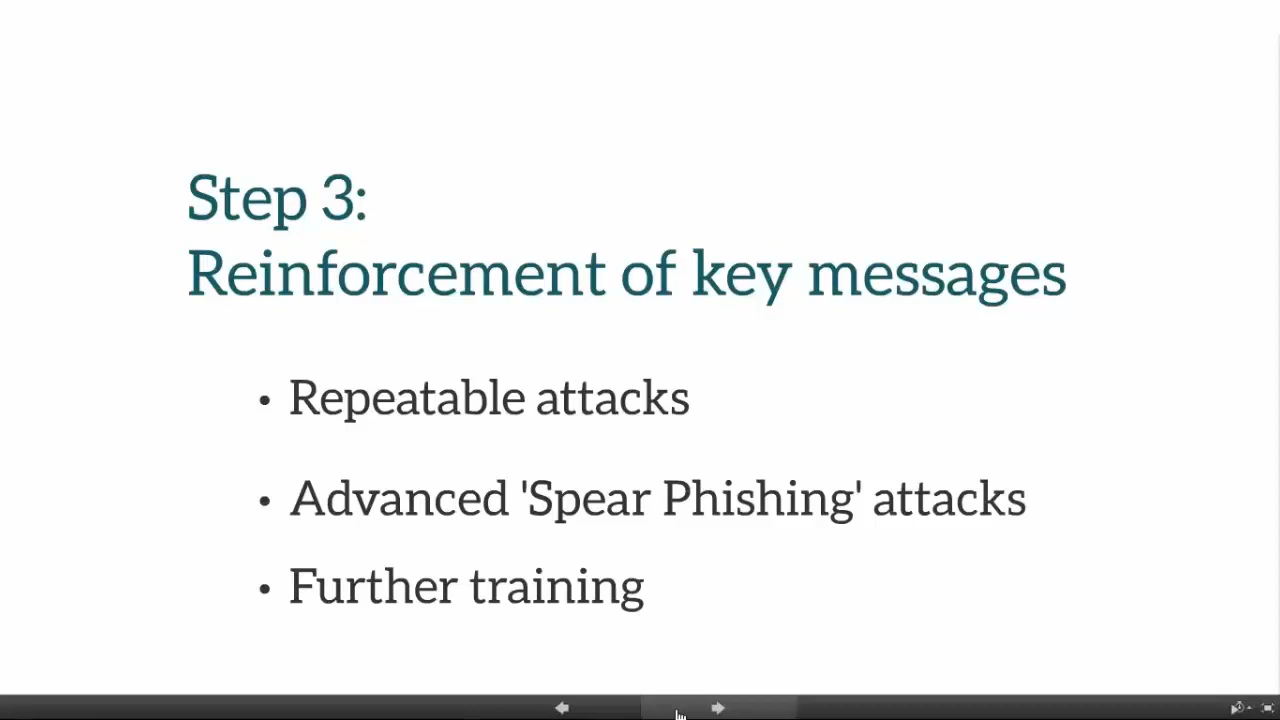 Step 3:
Reinforcement of key messages
• Repeatable attacks
• Advanced 'Spear Phishing' attacks
• Further training